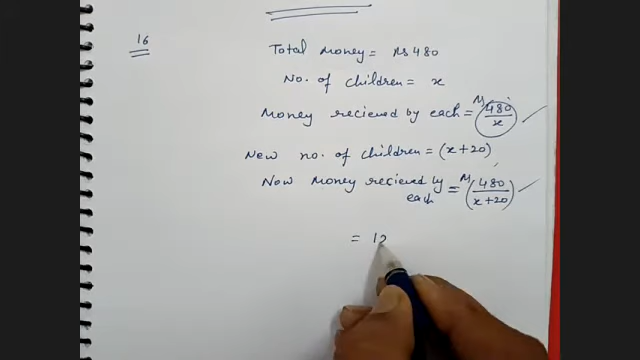 16
Total money = Rs 480
No. of children = x
Money recieved by each = Rs 480/x
New no. of children = (x+20)
Now money recieved by each = Rs (480/(x+20))
= 12